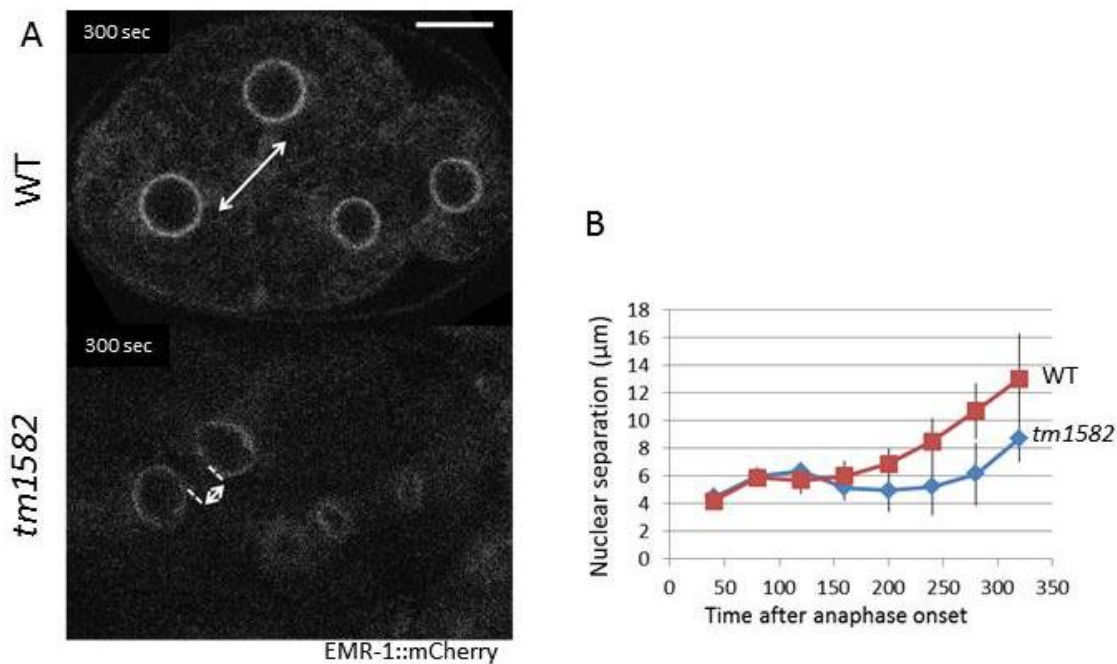 A
300 sec
WT
300 sec
tm1582
EMR-1::mCherry
B
Nuclear separation (µm)
18
16
14
12
10
8
6
4
2
0
WT
tm1582
0 50 100 150 200 250 300 350
Time after anaphase onset